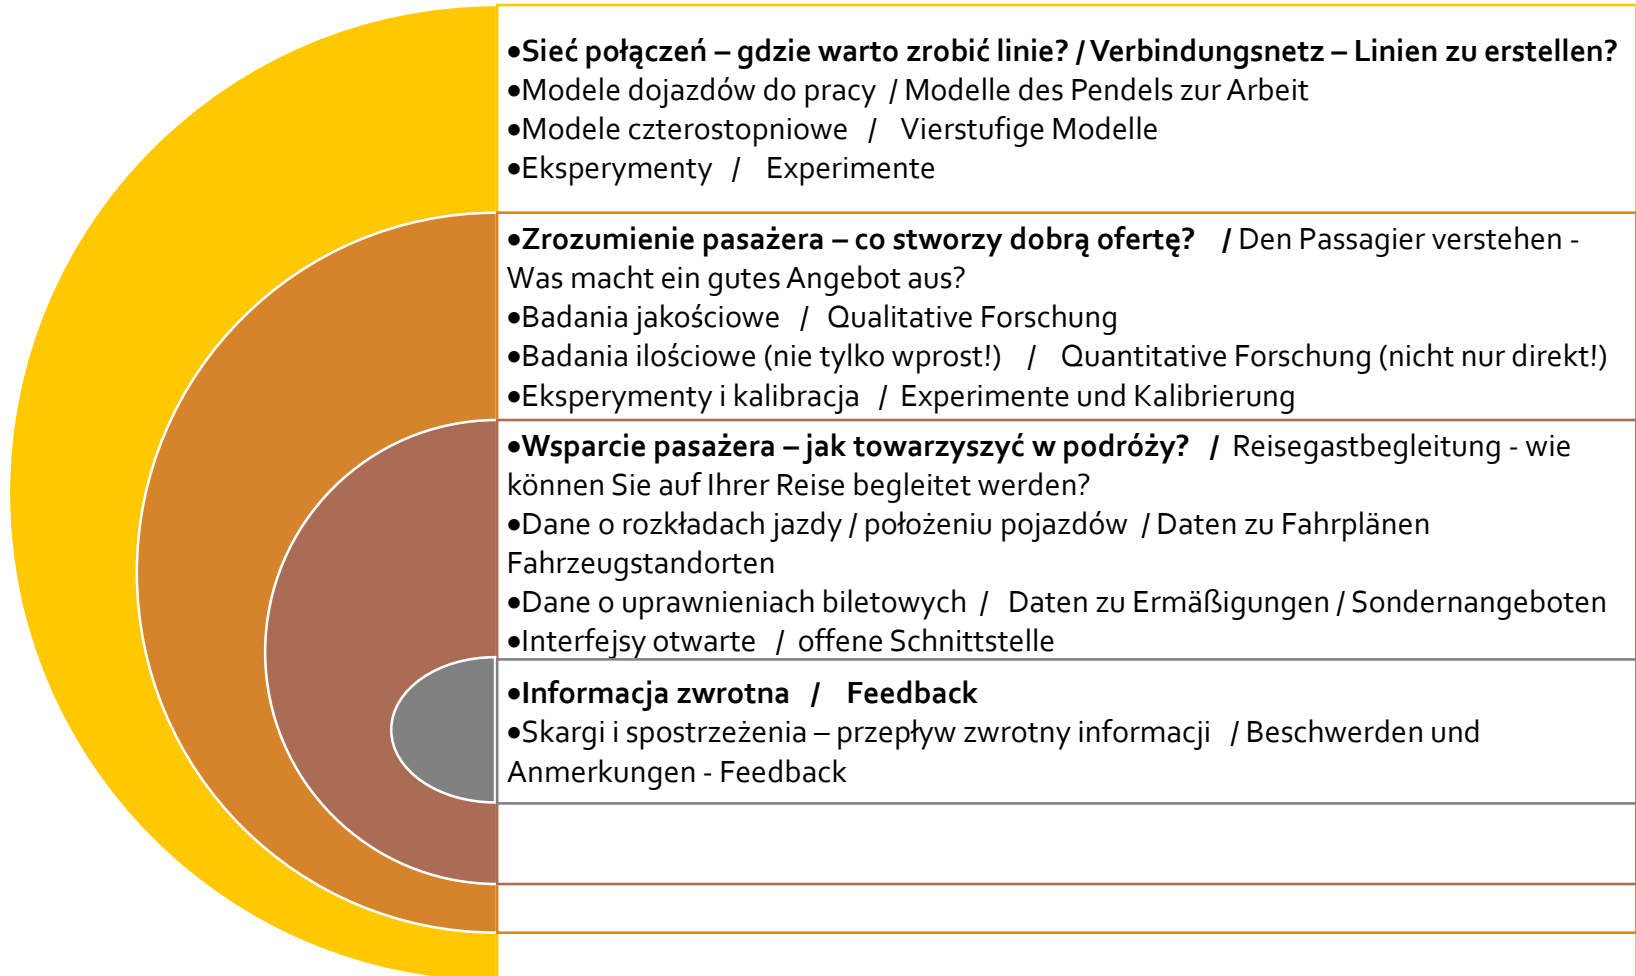 •Sieć połączeń – gdzie warto zrobić linie? / Verbindungsnetz – Linien zu erstellen?
•Modele dojazdów do pracy / Modelle des Pendels zur Arbeit
•Modele czterostopniowe / Vierstufige Modelle
•Eksperymenty / Experimente
•Zrozumienie pasażera – co stworzy dobrą ofertę? / Den Passagier verstehen -
Was macht ein gutes Angebot aus?
•Badania jakościowe / Qualitative Forschung
•Badania ilościowe (nie tylko wprost!) / Quantitative Forschung (nicht nur direkt!)
•Eksperymenty i kalibracja / Experimente und Kalibrierung
•Wsparcie pasażera – jak towarzyszyć w podróży? / Reisegastbegleitung - wie
können Sie auf Ihrer Reise begleitet werden?
•Dane o rozkładach jazdy / położeniu pojazdów / Daten zu Fahrplänen
Fahrzeugstandorten
•Dane o uprawnieniach biletowych / Daten zu Ermäßigungen / Sondernangeboten
•Interfejsy otwarte / offene Schnittstelle
•Informacja zwrotna / Feedback
•Skargi i spostrzeżenia – przepływ zwrotny informacji / Beschwerden und
Anmerkungen - Feedback